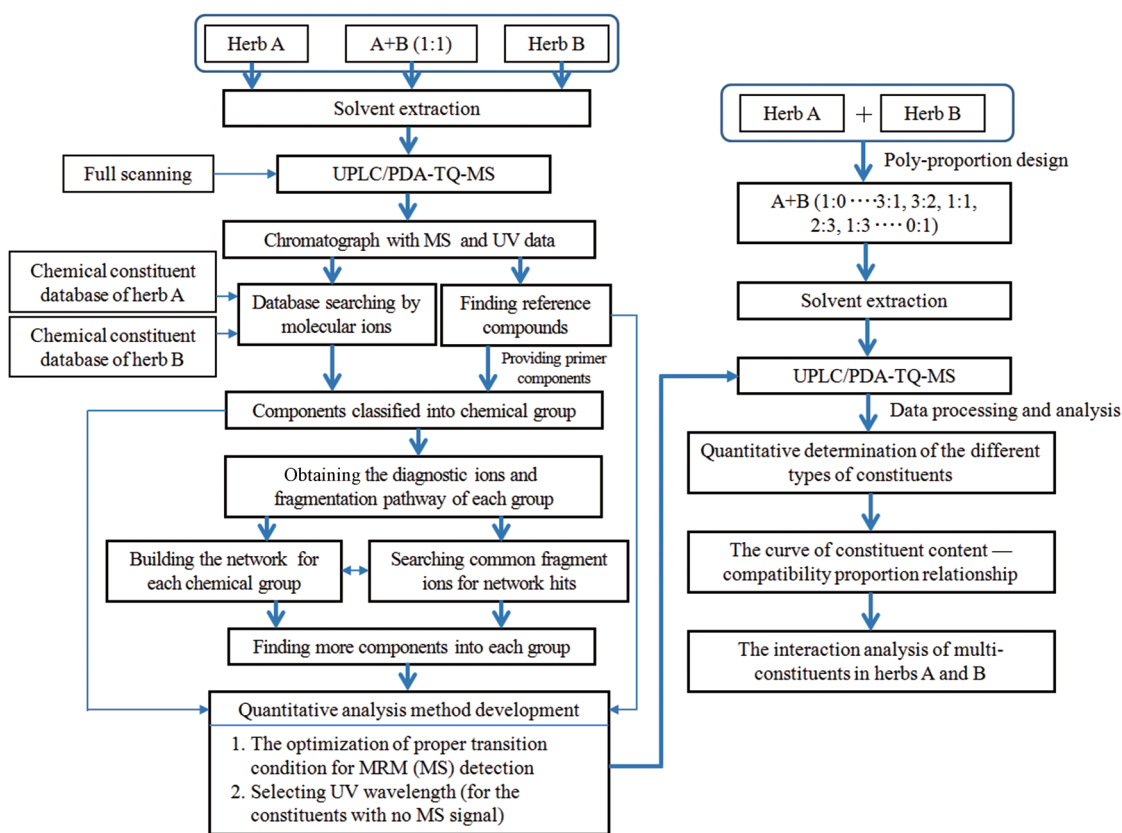 Herb A
A+B (1:1)
Herb B
Solvent extraction
Full scanning
UPLC/PDA-TQ-MS
Chromatograph with MS and UV data
Chemical constituent
database of herb A
Chemical constituent
database of herb B
Database searching by
molecular ions
Finding reference
compounds
Providing primer
components
Components classified into chemical group
Obtaining the diagnostic ions and
fragmentation pathway of each group
Building the network for
each chemical group
Searching common fragment
ions for network hits
Finding more components into each group
Quantitative analysis method development
1. The optimization of proper transition
condition for MRM (MS) detection
2. Selecting UV wavelength (for the
constituents with no MS signal)
Herb A + Herb B
Poly-proportion design
A+B (1:0 ····3:1, 3:2, 1:1,
2:3, 1:3 ···· 0:1)
Solvent extraction
UPLC/PDA-TQ-MS
Data processing and analysis
Quantitative determination of the different
types of constituents
The curve of constituent content —
compatibility proportion relationship
The interaction analysis of multi-
constituents in herbs A and B